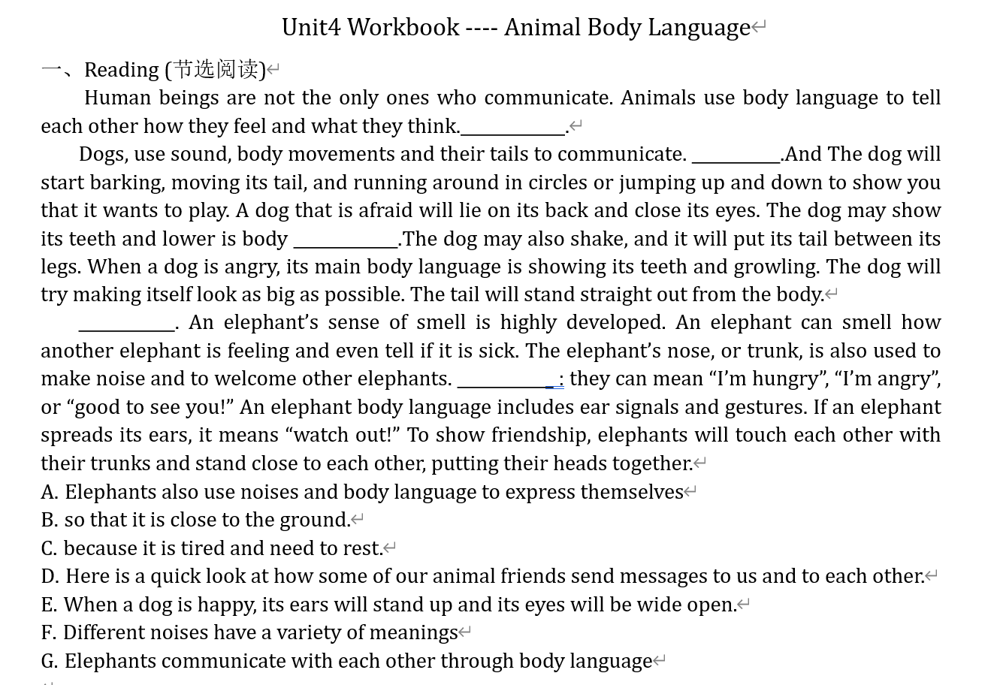 Unit4 Workbook ---- Animal Body Language
一、Reading (节选阅读)
Human beings are not the only ones who communicate. Animals use body language to tell
each other how they feel and what they think.__________.
Dogs, use sound, body movements and their tails to communicate. _________.And The dog will
start barking, moving its tail, and running around in circles or jumping up and down to show you
that it wants to play. A dog that is afraid will lie on its back and close its eyes. The dog may show
its teeth and lower is body __________.The dog may also shake, and it will put its tail between its
legs. When a dog is angry, its main body language is showing its teeth and growling. The dog will
try making itself look as big as possible. The tail will stand straight out from the body.
_________. An elephant’s sense of smell is highly developed. An elephant can smell how
another elephant is feeling and even tell if it is sick. The elephant’s nose, or trunk, is also used to
make noise and to welcome other elephants. __________: they can mean “I’m hungry”, “I’m angry”,
or “good to see you!” An elephant body language includes ear signals and gestures. If an elephant
spreads its ears, it means “watch out!” To show friendship, elephants will touch each other with
their trunks and stand close to each other, putting their heads together.
A. Elephants also use noises and body language to express themselves
B. so that it is close to the ground.
C. because it is tired and need to rest.
D. Here is a quick look at how some of our animal friends send messages to us and to each other.
E. When a dog is happy, its ears will stand up and its eyes will be wide open.
F. Different noises have a variety of meanings
G. Elephants communicate with each other through body language